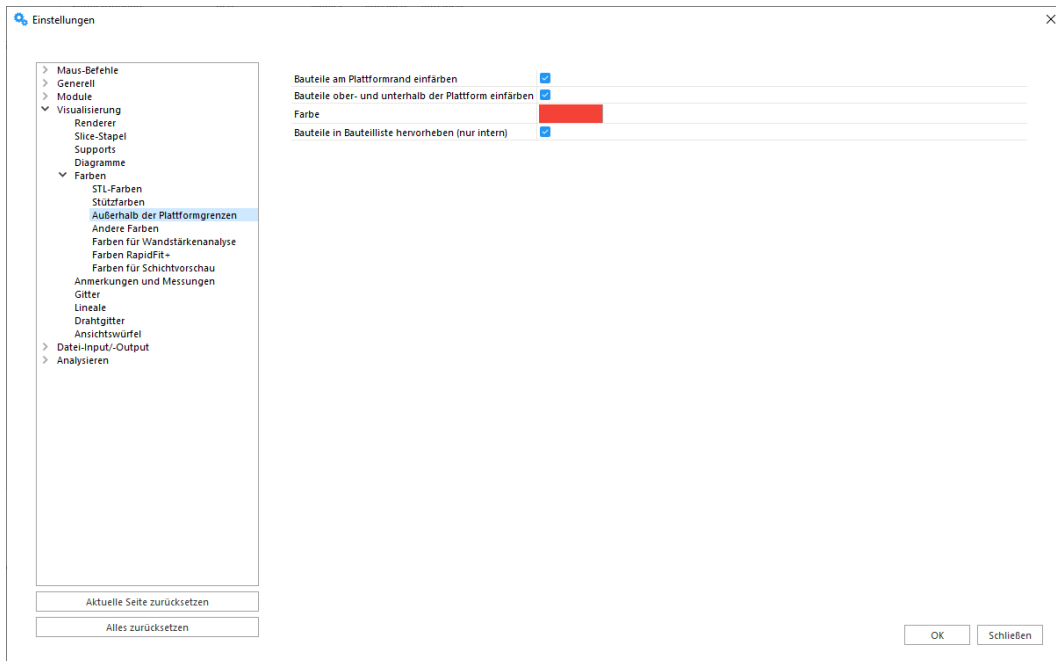 Einstellungen
Maus-Befehle
Generell
Module
Visualisierung
Renderer
Slice-Stapel
Supports
Diagramme
Farben
STL-Farben
Stützfarben
Außerhalb der Plattformgrenzen
Andere Farben
Farben für Wandstärkenanalyse
Farben RapidFit+
Farben für Schichtvorschau
Anmerkungen und Messungen
Gitter
Lineale
Drahtgitter
Ansichtswürfel
Datei-Input/-Output
Analysieren
Bauteile am Plattformrand einfärben
Bauteile ober- und unterhalb der Plattform einfärben
Farbe
Bauteile in Bauteilliste hervorheben (nur intern)
Aktuelle Seite zurücksetzen
Alles zurücksetzen
OK Schließen